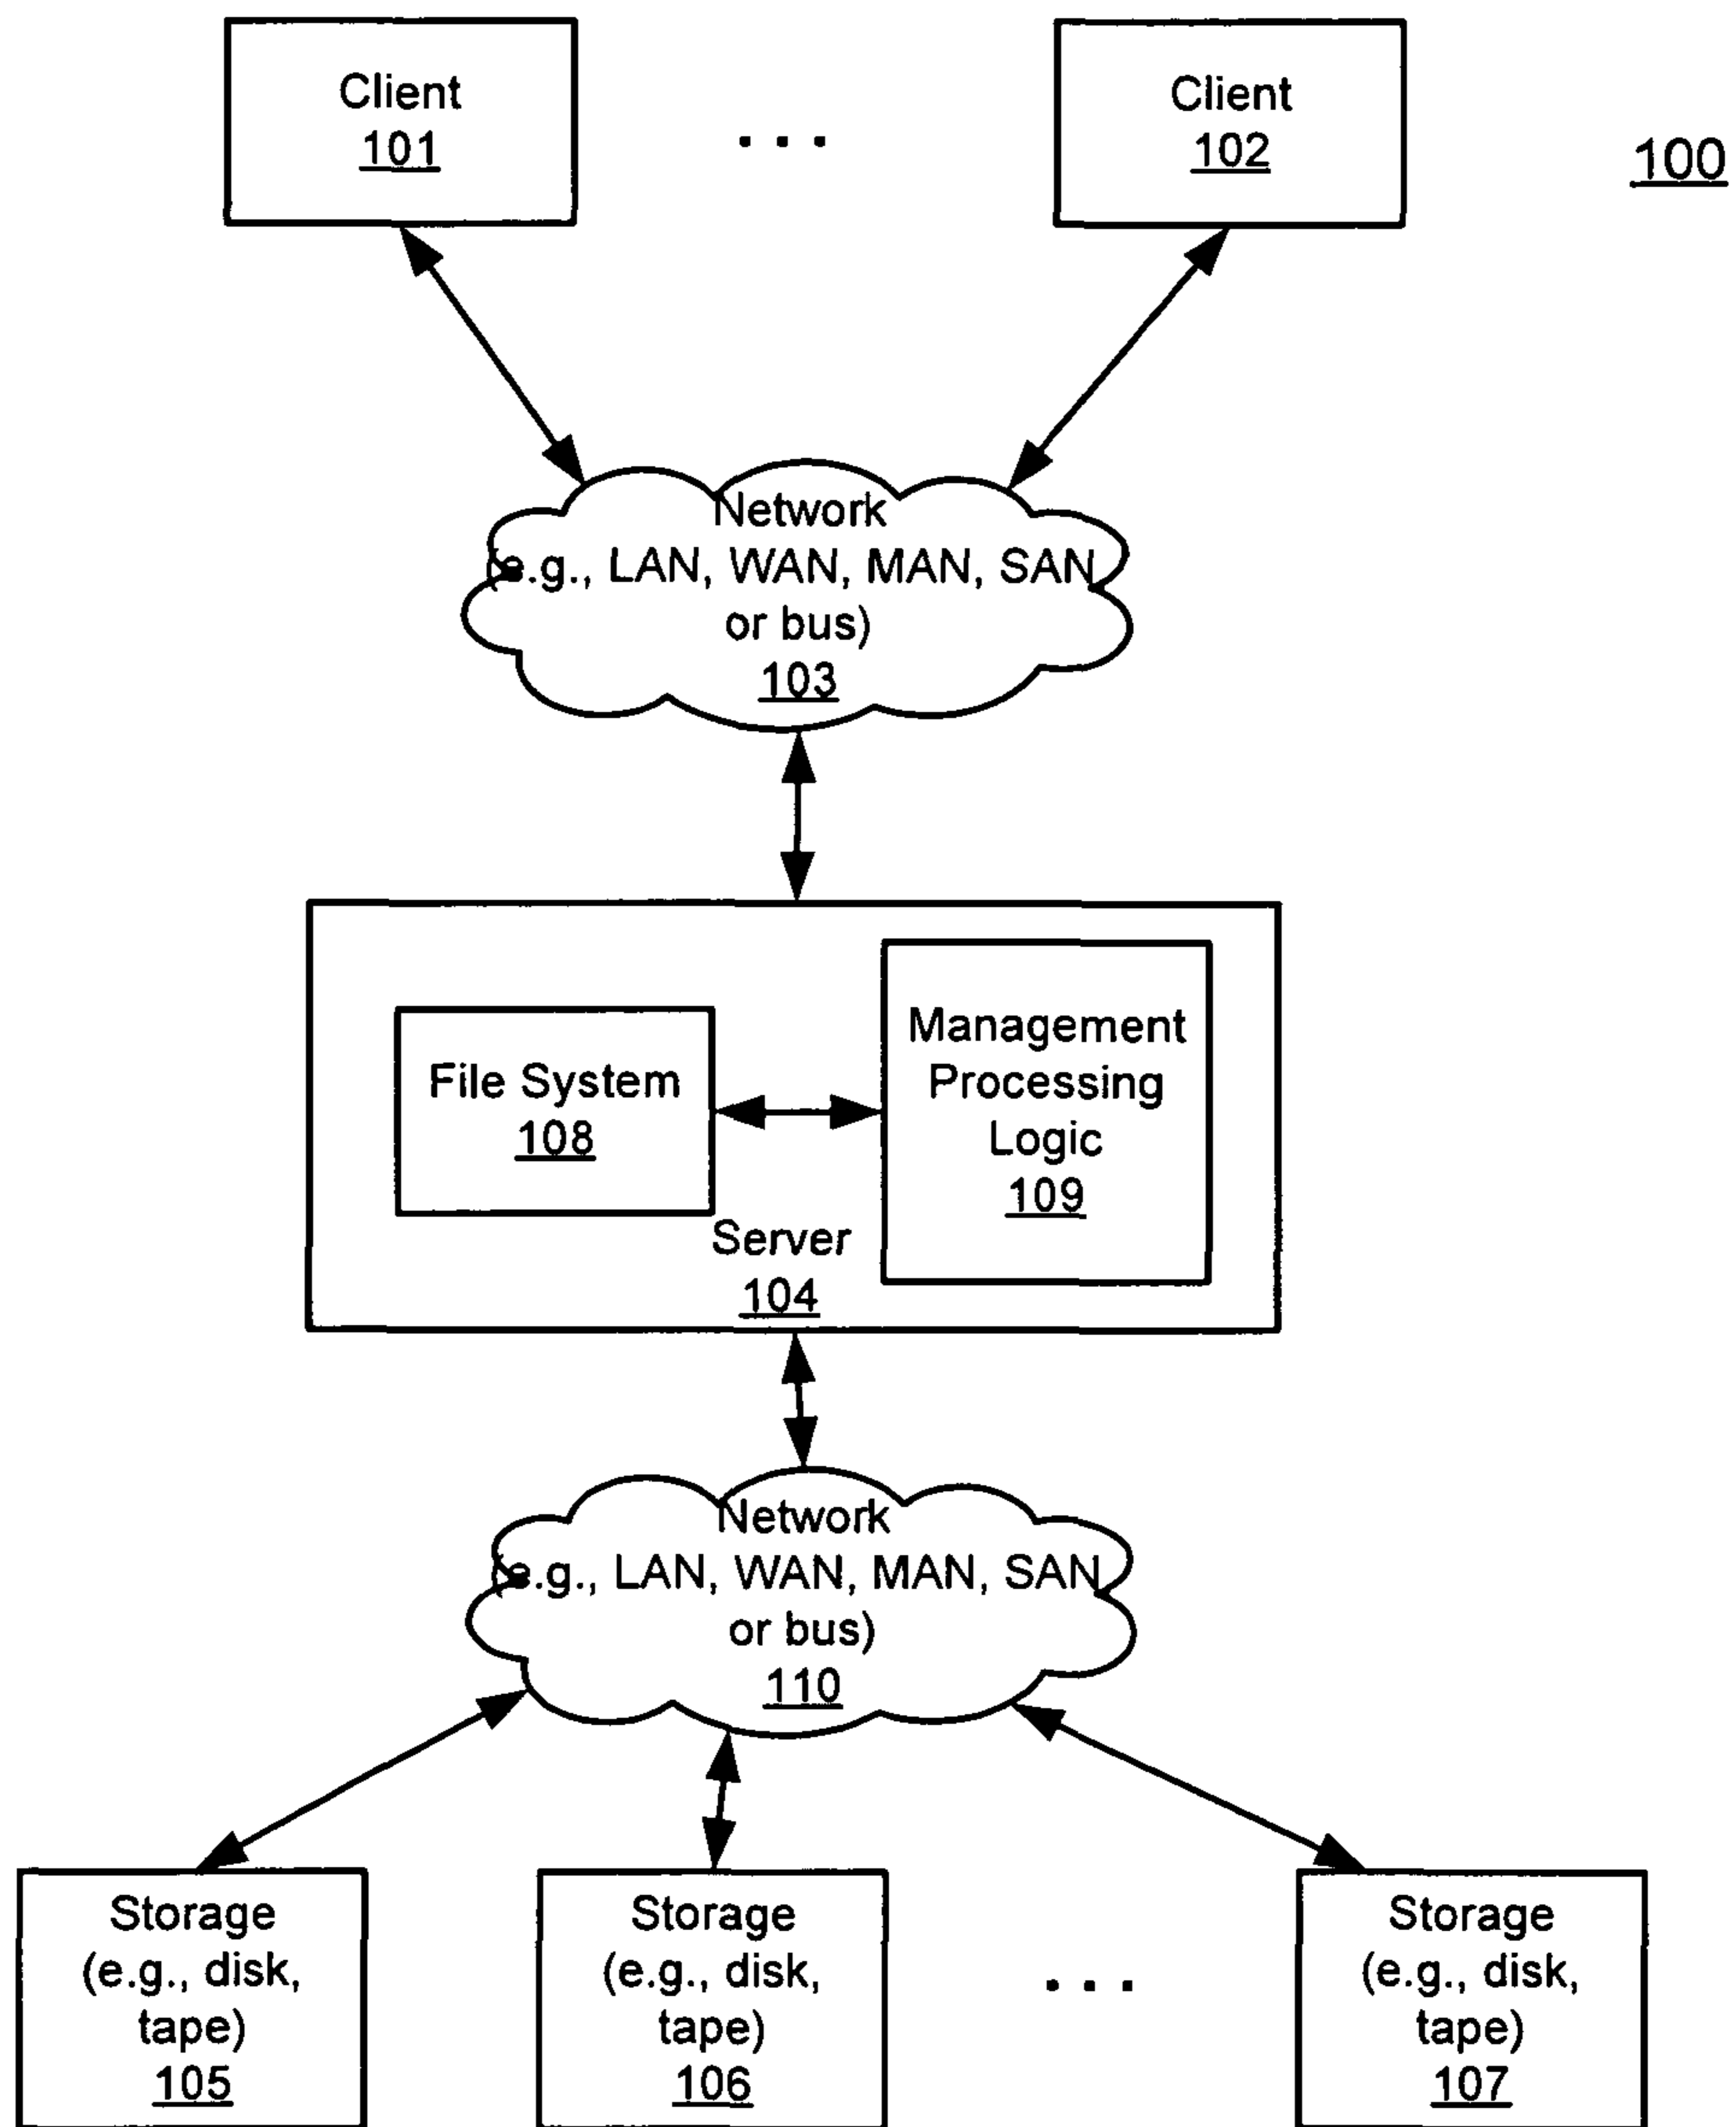 Client
101
. . .
Client
102
100
Network
(e.g., LAN, WAN, MAN, SAN
or bus)
103
File System
108
Management
Processing
Logic
109
Server
104
Network
(e.g., LAN, WAN, MAN, SAN
or bus)
110
Storage
(e.g., disk,
tape)
105
Storage
(e.g., disk,
tape)
106
. . .
Storage
(e.g., disk,
tape)
107